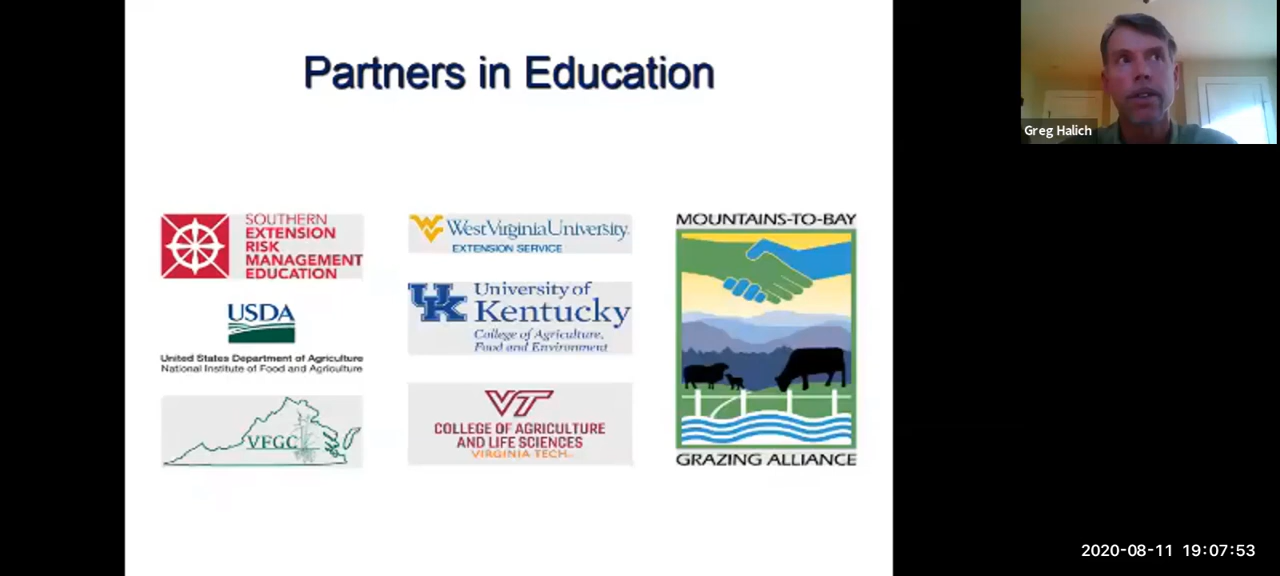 Partners in Education
SOUTHERN
EXTENSION
RISK
MANAGEMENT
EDUCATION
USDA
United States Department of Agriculture
National Institute of Food and Agriculture
VFGC
WV
WestVirginiaUniversity.
EXTENSION SERVICE
UK
University of
Kentucky
College of Agriculture,
Food and Environment
VT
COLLEGE OF AGRICULTURE
AND LIFE SCIENCES
VIRGINIA TECH.
MOUNTAINS-TO-BAY
GRAZING ALLIANCE
Greg Halich
2020-08-11 19:07:53